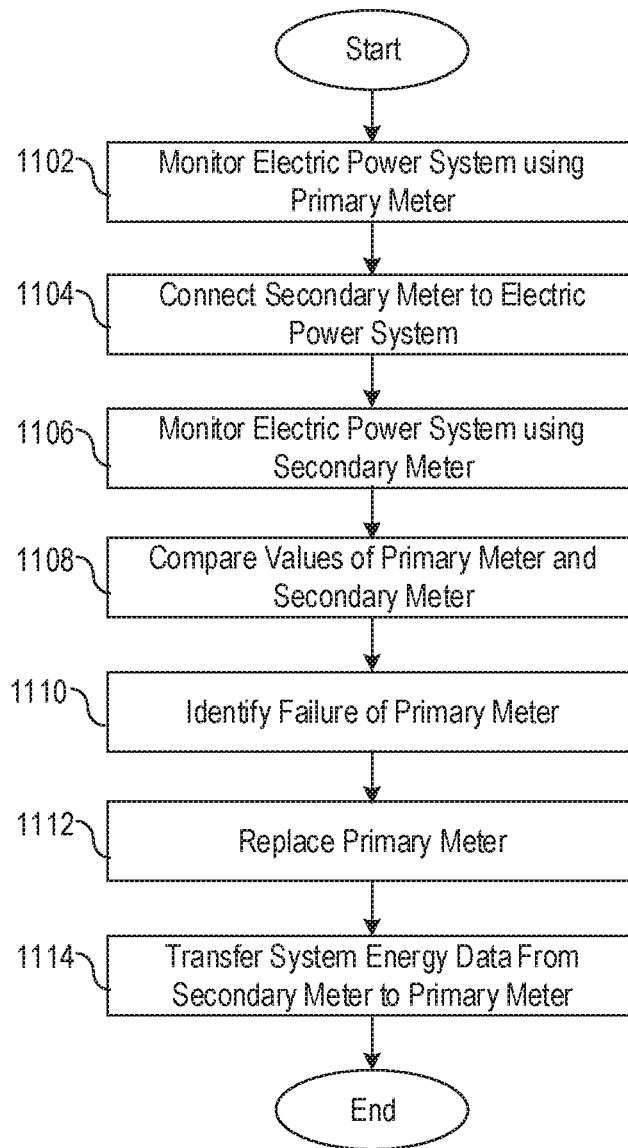 Start
1102
Monitor Electric Power System using
Primary Meter
1104
Connect Secondary Meter to Electric
Power System
1106
Monitor Electric Power System using
Secondary Meter
1108
Compare Values of Primary Meter and
Secondary Meter
1110
Identify Failure of Primary Meter
1112
Replace Primary Meter
1114
Transfer System Energy Data From
Secondary Meter to Primary Meter
End